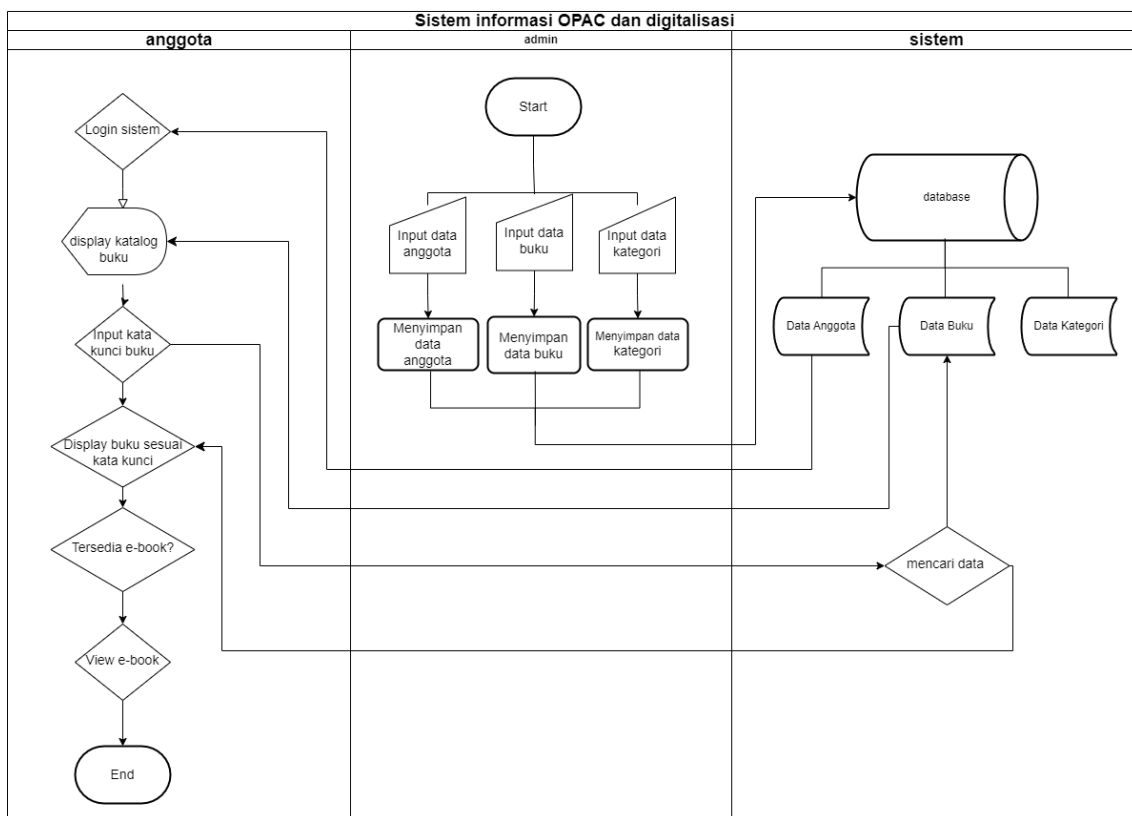 Sistem informasi OPAC dan digitalisasi
anggota
admin
sistem
Login sistem
display katalog
buku
Input kata
kunci buku
Display buku sesuai
kata kunci
Tersedia e-book?
View e-book
End
Start
Input data
anggota
Input data
buku
Input data
kategori
Menyimpan
data
anggota
Menyimpan
data buku
Menyimpan data
kategori
database
Data Anggota
Data Buku
Data Kategori
mencari data